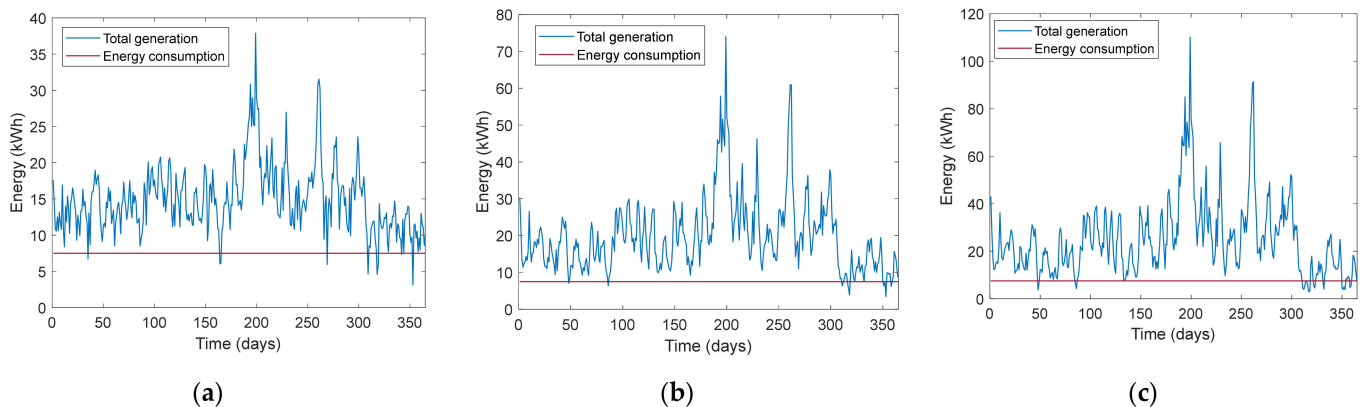 40
35
30
25
20
15
10
5
0
Energy (kWh)
Total generation
Energy consumption
0 50 100 150 200 250 300 350
Time (days)
(a)
80
70
60
50
40
30
20
10
0
Energy (kWh)
Total generation
Energy consumption
0 50 100 150 200 250 300 350
Time (days)
(b)
120
100
80
60
40
20
0
Energy (kWh)
Total generation
Energy consumption
0 50 100 150 200 250 300 350
Time (days)
(c)